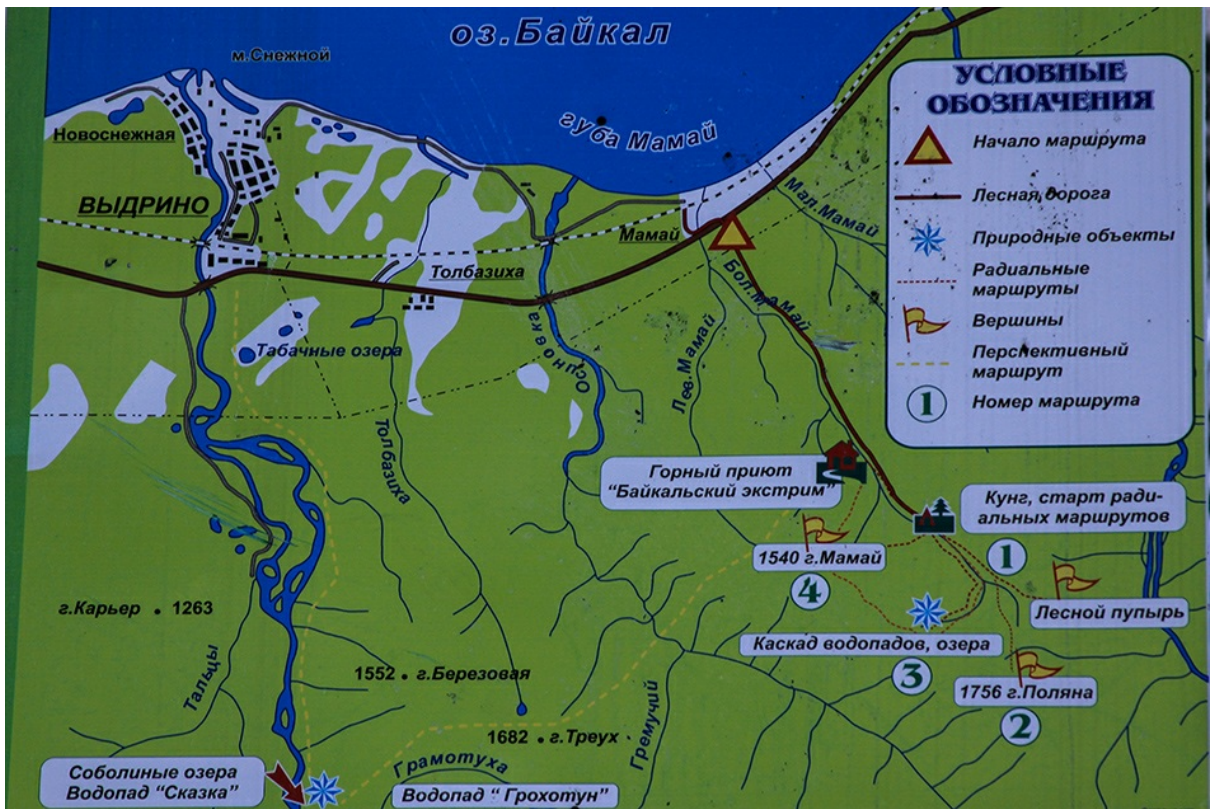 оз.Байкал
м.Снежной
губа Мамай
Новоснежная
ВЫДРИНО
Мамай
Толбазиха
Мал.Мамай
Бол.Мамай
Лев.Мамай
Осиновка
Табачные озера
Толбазиха
УСЛОВНЫЕ
ОБОЗНАЧЕНИЯ
Начало маршрута
Лесная дорога
Природные объекты
Радиальные
маршруты
Вершины
Перспективный
маршрут
1
Номер маршрута
Горный приют
"Байкальский экстрим"
Кунг, старт ради-
альных маршрутов
1
1540 г.Мамай
4
Лесной пупырь
Каскад водопадов, озера
3
1756 г.Поляна
2
г.Карьер . 1263
Тальцы
1552 . г.Березовая
1682 . г.Треух
Гремучий
Грамотуха
Соболиные озера
Водопад "Сказка"
Водопад " Грохотун"